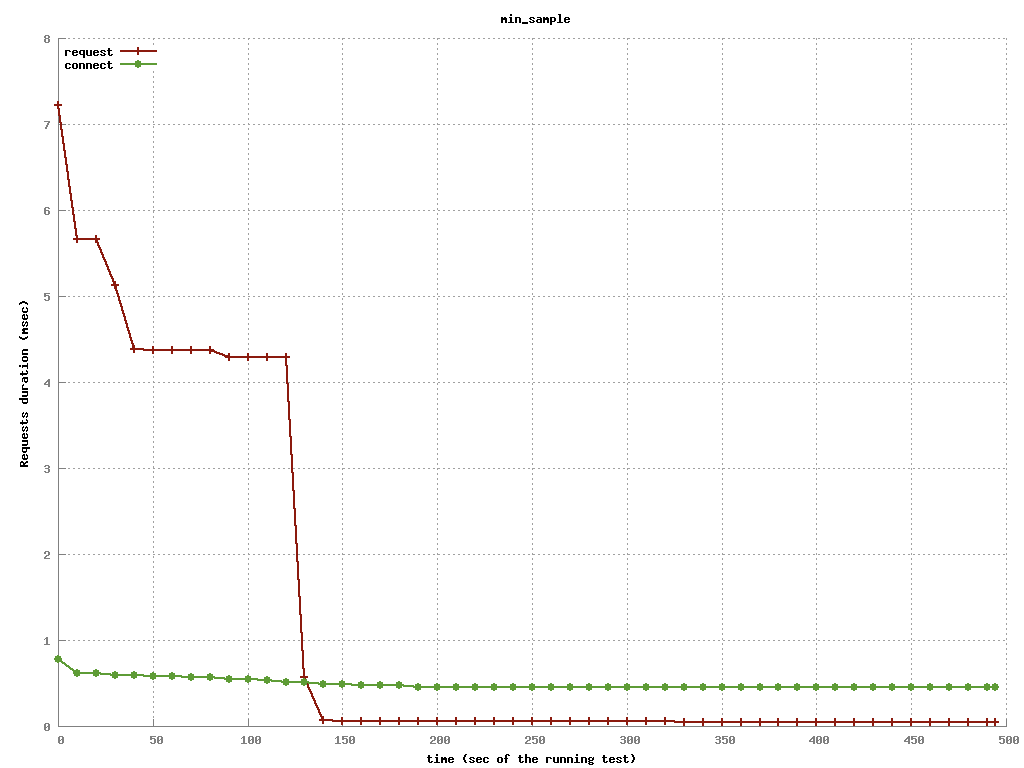 min_sample
request
connect
8
7
6
5
4
3
2
1
0
Requests duration (msec)
0 50 100 150 200 250 300 350 400 450 500
time (sec of the running test)